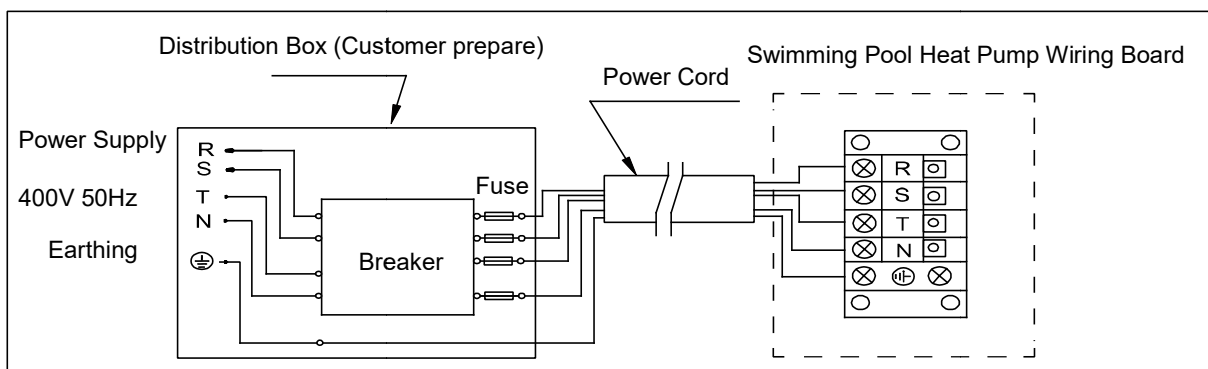 Distribution Box (Customer prepare)
Power Cord
Swimming Pool Heat Pump Wiring Board
Power Supply
400V 50Hz
Earthing
R
S
T
N
Fuse
Breaker
R
S
T
N